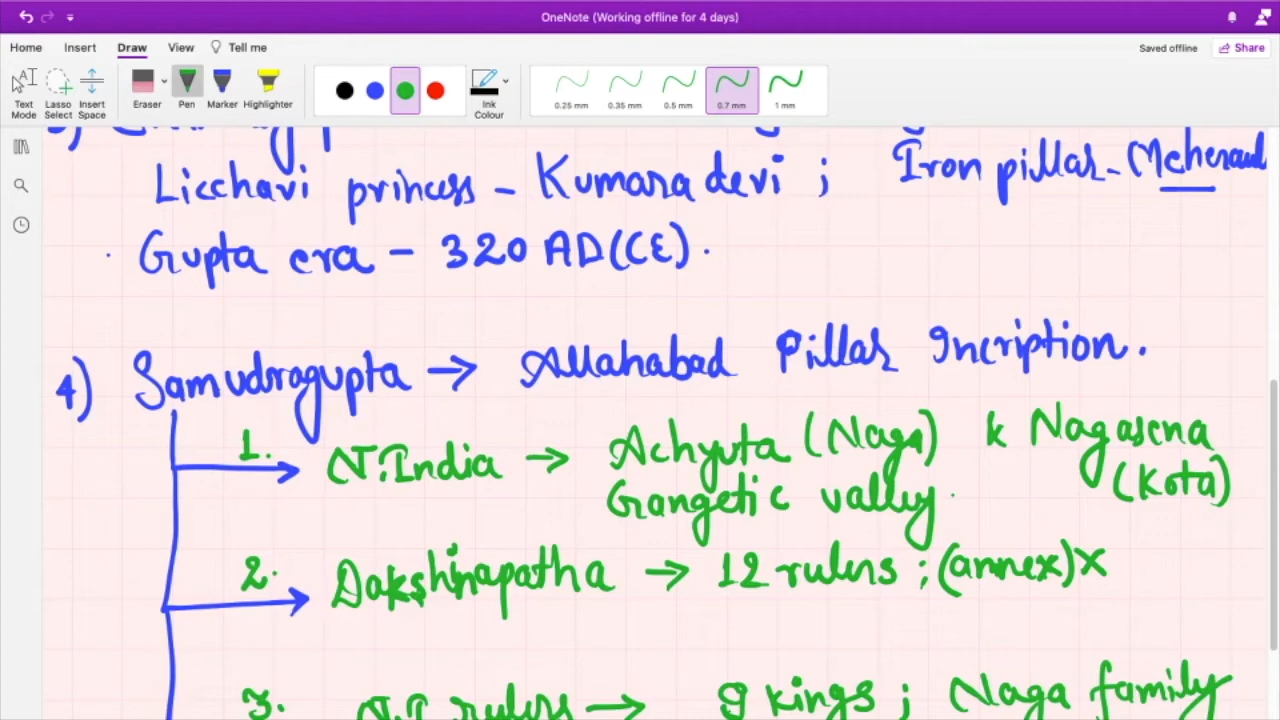 OneNote (Working offline for 4 days)
Home Insert Draw View Tell me
Saved offline Share
Text Mode Lasso Select Insert Space Eraser Pen Marker Highlighter Ink Colour 0.25 mm 0.35 mm 0.5 mm 0.7 mm 1 mm
Licchavi princess - Kumaradevi ; Iron pillar - Meherauli
Gupta era - 320 AD(CE).
4) Samudragupta → Allahabad Pillar Incription.
1. N.India → Achyuta (Naga) & Nagasena
Gangetic valley. (Kota)
2. Dakshinapatha → 12 rulers ; (annex)x
3. N.I rulers → 9 kings ; Naga family